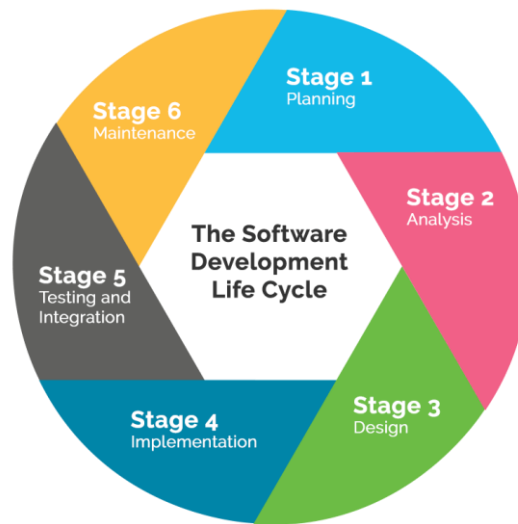 The Software
Development
Life Cycle
Stage 1
Planning
Stage 2
Analysis
Stage 3
Design
Stage 4
Implementation
Stage 5
Testing and
Integration
Stage 6
Maintenance